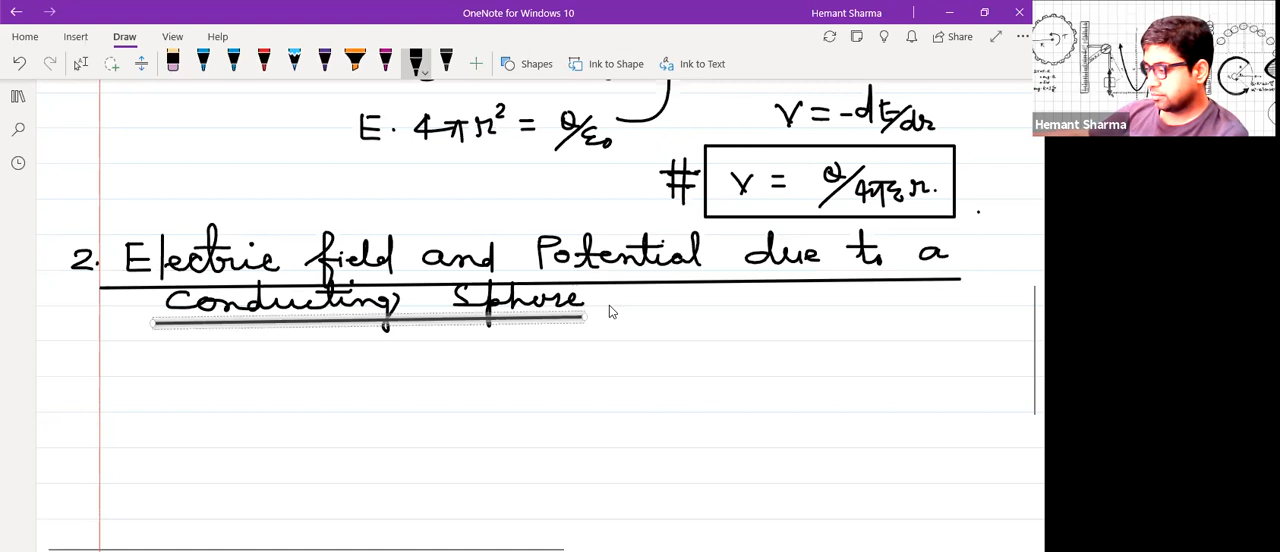 OneNote for Windows 10
Hemant Sharma
Home Insert Draw View Help
Share
Shapes Ink to Shape Ink to Text
Hemant Sharma
E · 4πr² = Q/ε₀
V = -dE/dr
# V = Q/4πε₀r.
2. Electric field and Potential due to a
Conducting Sphere